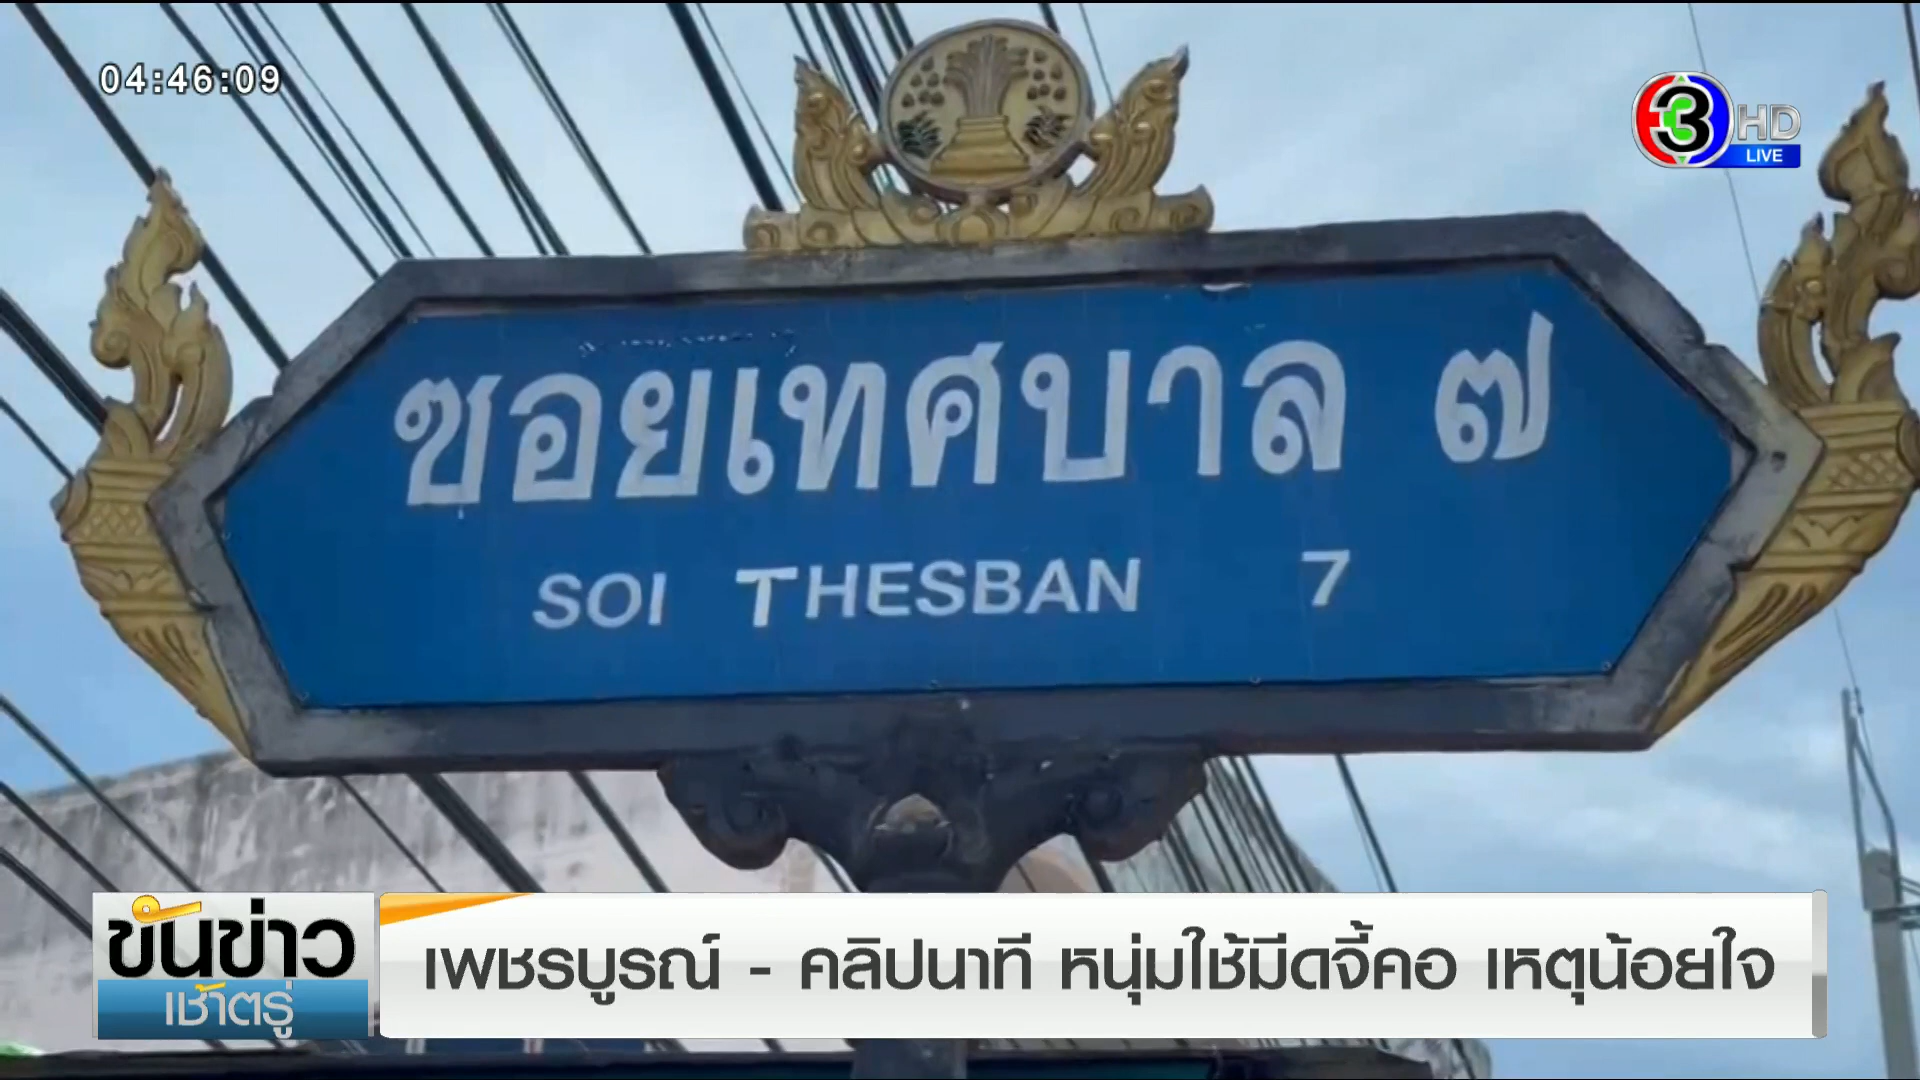 04:46:09
3 HD
LIVE
ซอยเทศบาล ๗
SOI THESBAN 7
ขันข่าว
เช้าตรู่
เพชรบูรณ์ - คลิปนาที หนุ่มใช้มีดจี้คอ เหตุน้อยใจ